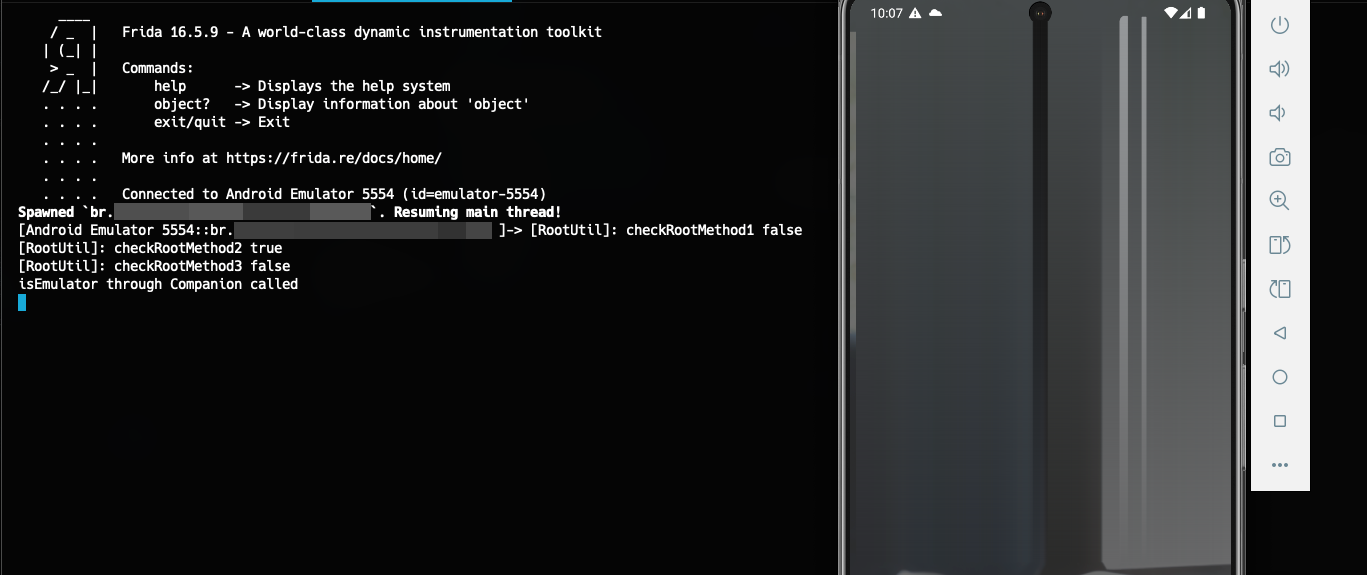 Frida 16.5.9 - A world-class dynamic instrumentation toolkit
Commands:
help -> Displays the help system
object? -> Display information about 'object'
exit/quit -> Exit
More info at https://frida.re/docs/home/
Connected to Android Emulator 5554 (id=emulator-5554)
Spawned `br. `. Resuming main thread!
[Android Emulator 5554::br. ]-> [RootUtil]: checkRootMethod1 false
[RootUtil]: checkRootMethod2 true
[RootUtil]: checkRootMethod3 false
isEmulator through Companion called
10:07